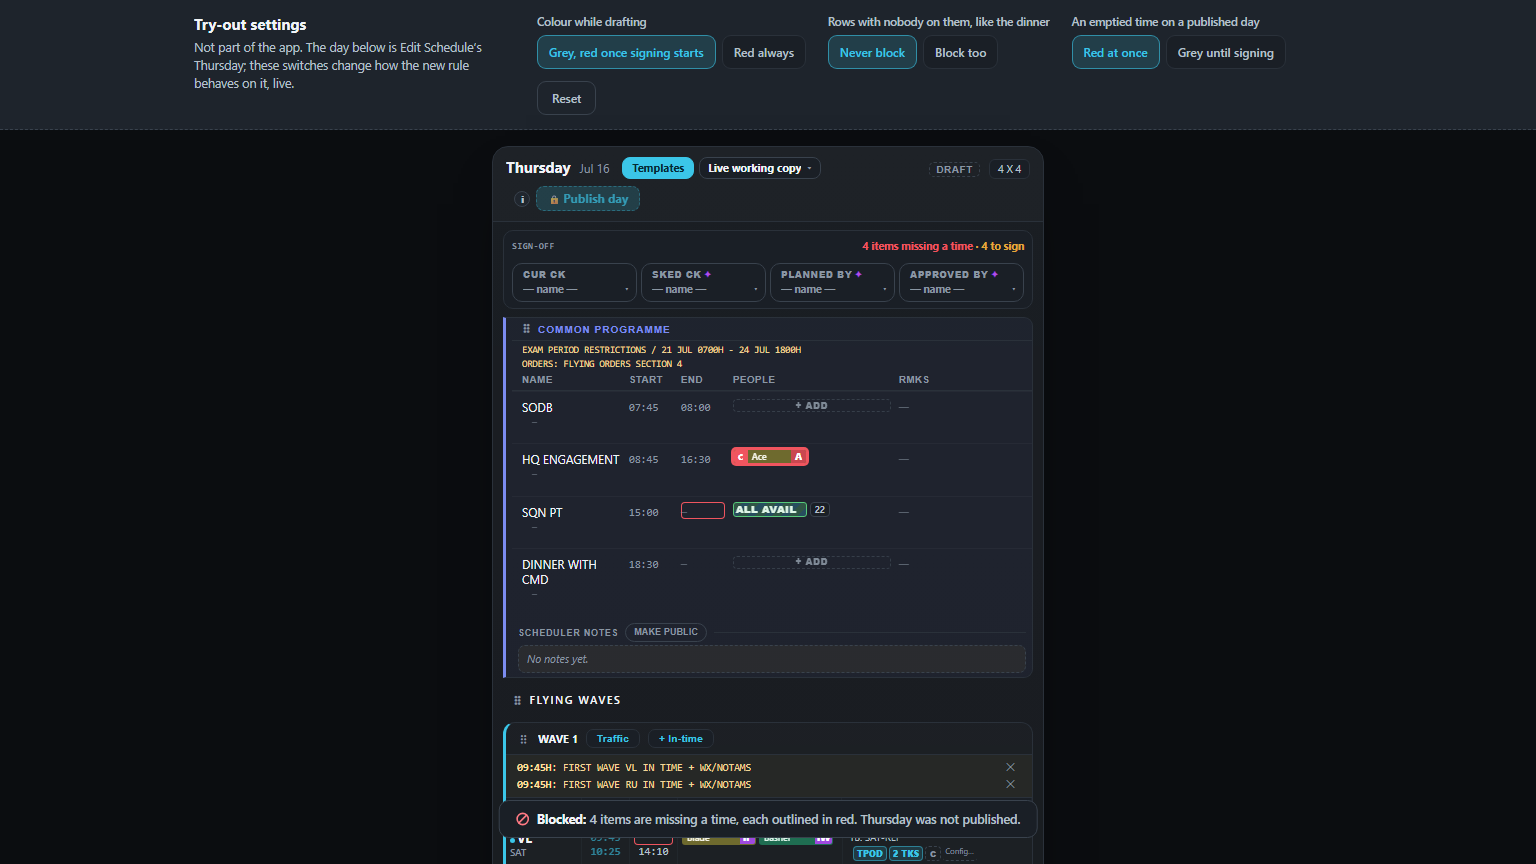 Try-out settings
Not part of the app. The day below is Edit Schedule's
Thursday; these switches change how the new rule
behaves on it, live.
Colour while drafting
Grey, red once signing starts
Red always
Rows with nobody on them, like the dinner
Never block
Block too
An emptied time on a published day
Red at once
Grey until signing
Reset
Thursday Jul 16 Templates Live working copy DRAFT 4 X 4
i Publish day
SIGN-OFF 4 items missing a time · 4 to sign
CUR CK SKED CK PLANNED BY APPROVED BY
— name — — name — — name — — name —
COMMON PROGRAMME
EXAM PERIOD RESTRICTIONS / 21 JUL 0700H - 24 JUL 1800H
ORDERS: FLYING ORDERS SECTION 4
NAME START END PEOPLE RMKS
SODB 07:45 08:00 + ADD —
–
HQ ENGAGEMENT 08:45 16:30 C Ace A —
–
SQN PT 15:00 – ALL AVAIL 22 —
–
DINNER WITH CMD 18:30 – + ADD —
–
SCHEDULER NOTES MAKE PUBLIC
No notes yet.
FLYING WAVES
WAVE 1 Traffic + In-time
09:45H: FIRST WAVE VL IN TIME + WX/NOTAMS
09:45H: FIRST WAVE RU IN TIME + WX/NOTAMS
Blocked: 4 items are missing a time, each outlined in red. Thursday was not published.
VL
SAT 10:25 14:10 TPOD 2 TKS C Config...